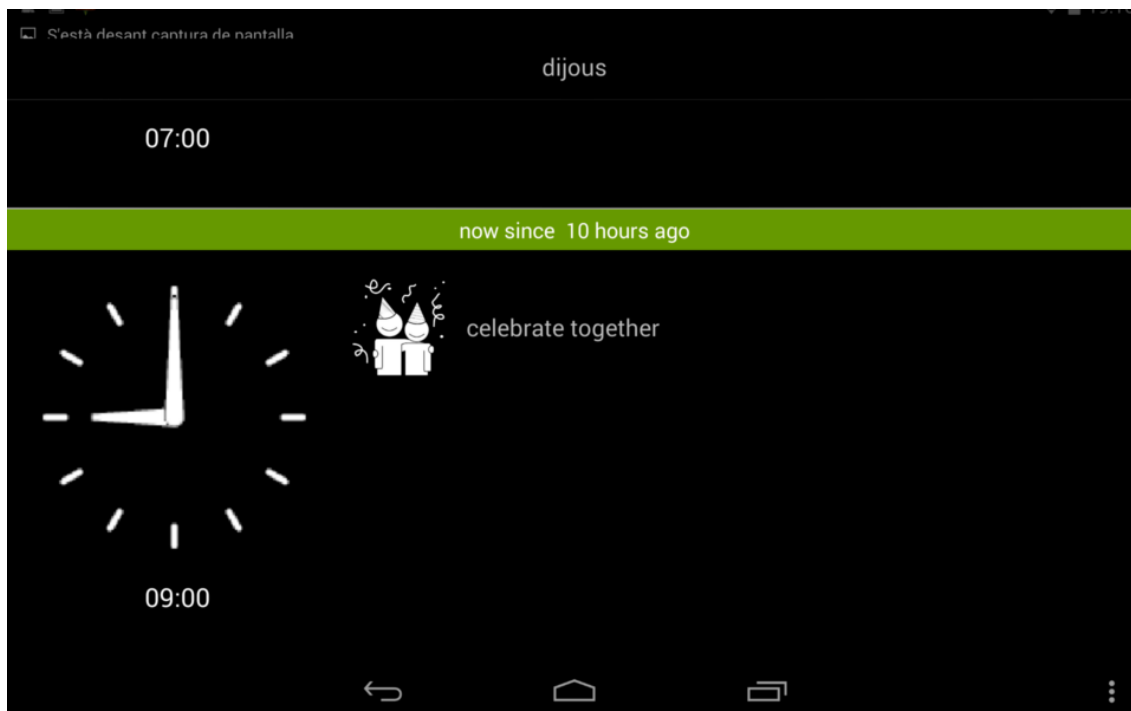 S'està desant captura de pantalla
dijous
07:00
now since 10 hours ago
celebrate together
09:00